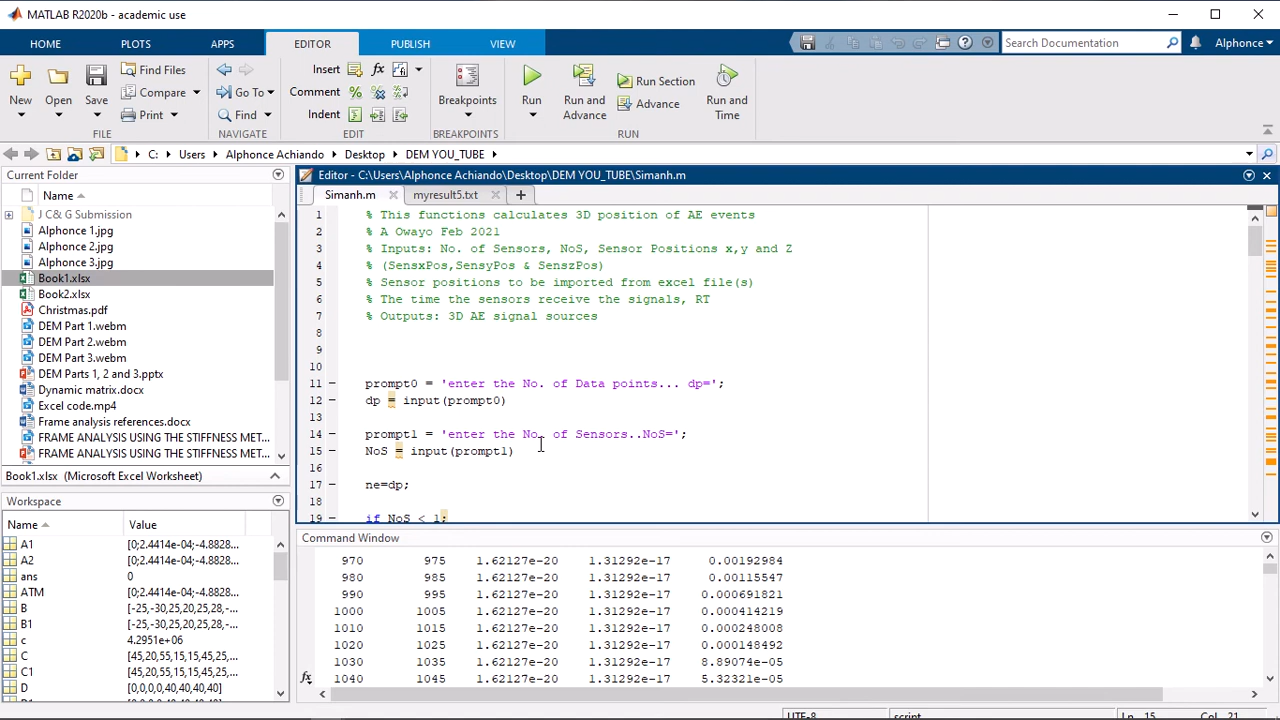 MATLAB R2020b - academic use
HOME PLOTS APPS EDITOR PUBLISH VIEW Search Documentation Alphonce
New Open Save Find Files Compare Print
Go To Find
Insert fx
Comment
Indent
Breakpoints Run Run and Advance Run Section Advance Run and Time
FILE NAVIGATE EDIT BREAKPOINTS RUN
C: Users Alphonce Achiando Desktop DEM YOU_TUBE
Current Folder
Name
J C& G Submission
Alphonce 1.jpg
Alphonce 2.jpg
Alphonce 3.jpg
Book1.xlsx
Book2.xlsx
Christmas.pdf
DEM Part 1.webm
DEM Part 2.webm
DEM Part 3.webm
DEM Parts 1, 2 and 3.pptx
Dynamic matrix.docx
Excel code.mp4
Frame analysis references.docx
FRAME ANALYSIS USING THE STIFFNESS MET...
FRAME ANALYSIS USING THE STIFFNESS MET...
Book1.xlsx (Microsoft Excel Worksheet)
Workspace
Name Value
A1 [0;2.4414e-04;-4.8828...
A2 [0;2.4414e-04;-4.8828...
ans 0
ATM [0;2.4414e-04;-4.8828...
B [-25,-30,25,20,25,28,-...
B1 [-25,-30,25,20,25,28,-...
c 4.2951e+06
C [45,20,55,15,15,45,25,...
C1 [45,20,55,15,15,45,25,...
D [0,0,0,0,40,40,40,40]
Editor - C:\Users\Alphonce Achiando\Desktop\DEM YOU_TUBE\Simanh.m
Simanh.m myresult5.txt
1 % This functions calculates 3D position of AE events
2 % A Owayo Feb 2021
3 % Inputs: No. of Sensors, NoS, Sensor Positions x,y and Z
4 % (SensxPos,SensyPos & SenszPos)
5 % Sensor positions to be imported from excel file(s)
6 % The time the sensors receive the signals, RT
7 % Outputs: 3D AE signal sources
8
9
10
11 prompt0 = 'enter the No. of Data points... dp=';
12 dp = input(prompt0)
13
14 prompt1 = 'enter the No. of Sensors..NoS=';
15 NoS = input(prompt1)
16
17 ne=dp;
18
19 if NoS < 1;
Command Window
970 975 1.62127e-20 1.31292e-17 0.00192984
980 985 1.62127e-20 1.31292e-17 0.00115547
990 995 1.62127e-20 1.31292e-17 0.000691821
1000 1005 1.62127e-20 1.31292e-17 0.000414219
1010 1015 1.62127e-20 1.31292e-17 0.000248008
1020 1025 1.62127e-20 1.31292e-17 0.000148492
1030 1035 1.62127e-20 1.31292e-17 8.89074e-05
1040 1045 1.62127e-20 1.31292e-17 5.32321e-05
fx
UTF-8 script Ln 15 Col 21